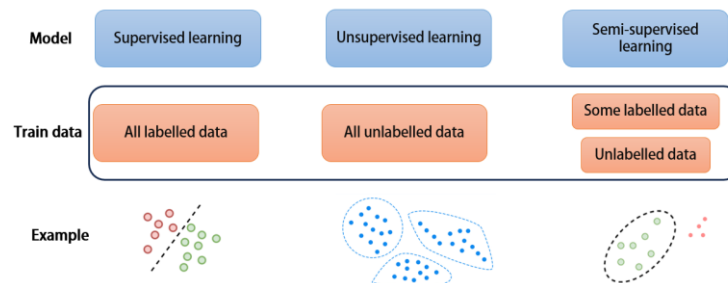 Model
Supervised learning
Unsupervised learning
Semi-supervised
learning
Train data
All labelled data
All unlabelled data
Some labelled data
Unlabelled data
Example